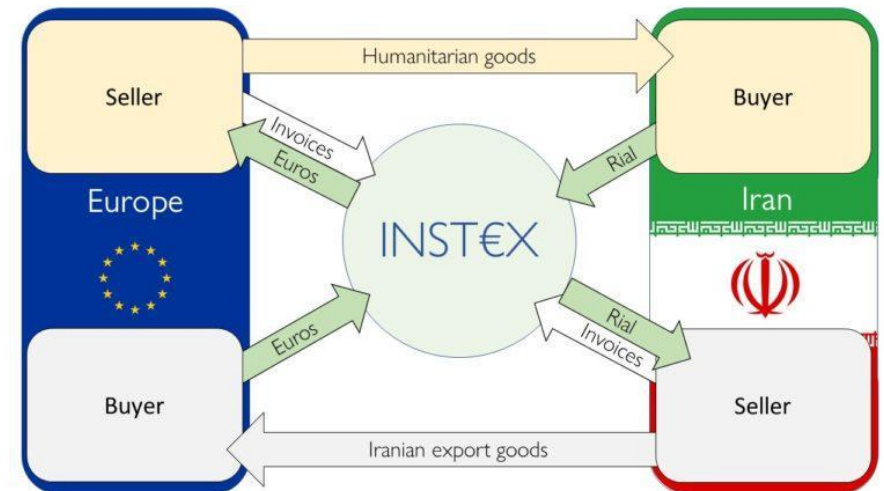 Humanitarian goods
Seller
Buyer
Invoices
Euros
Rial
Europe
INST€X
Iran
Euros
Rial
Invoices
Buyer
Seller
Iranian export goods